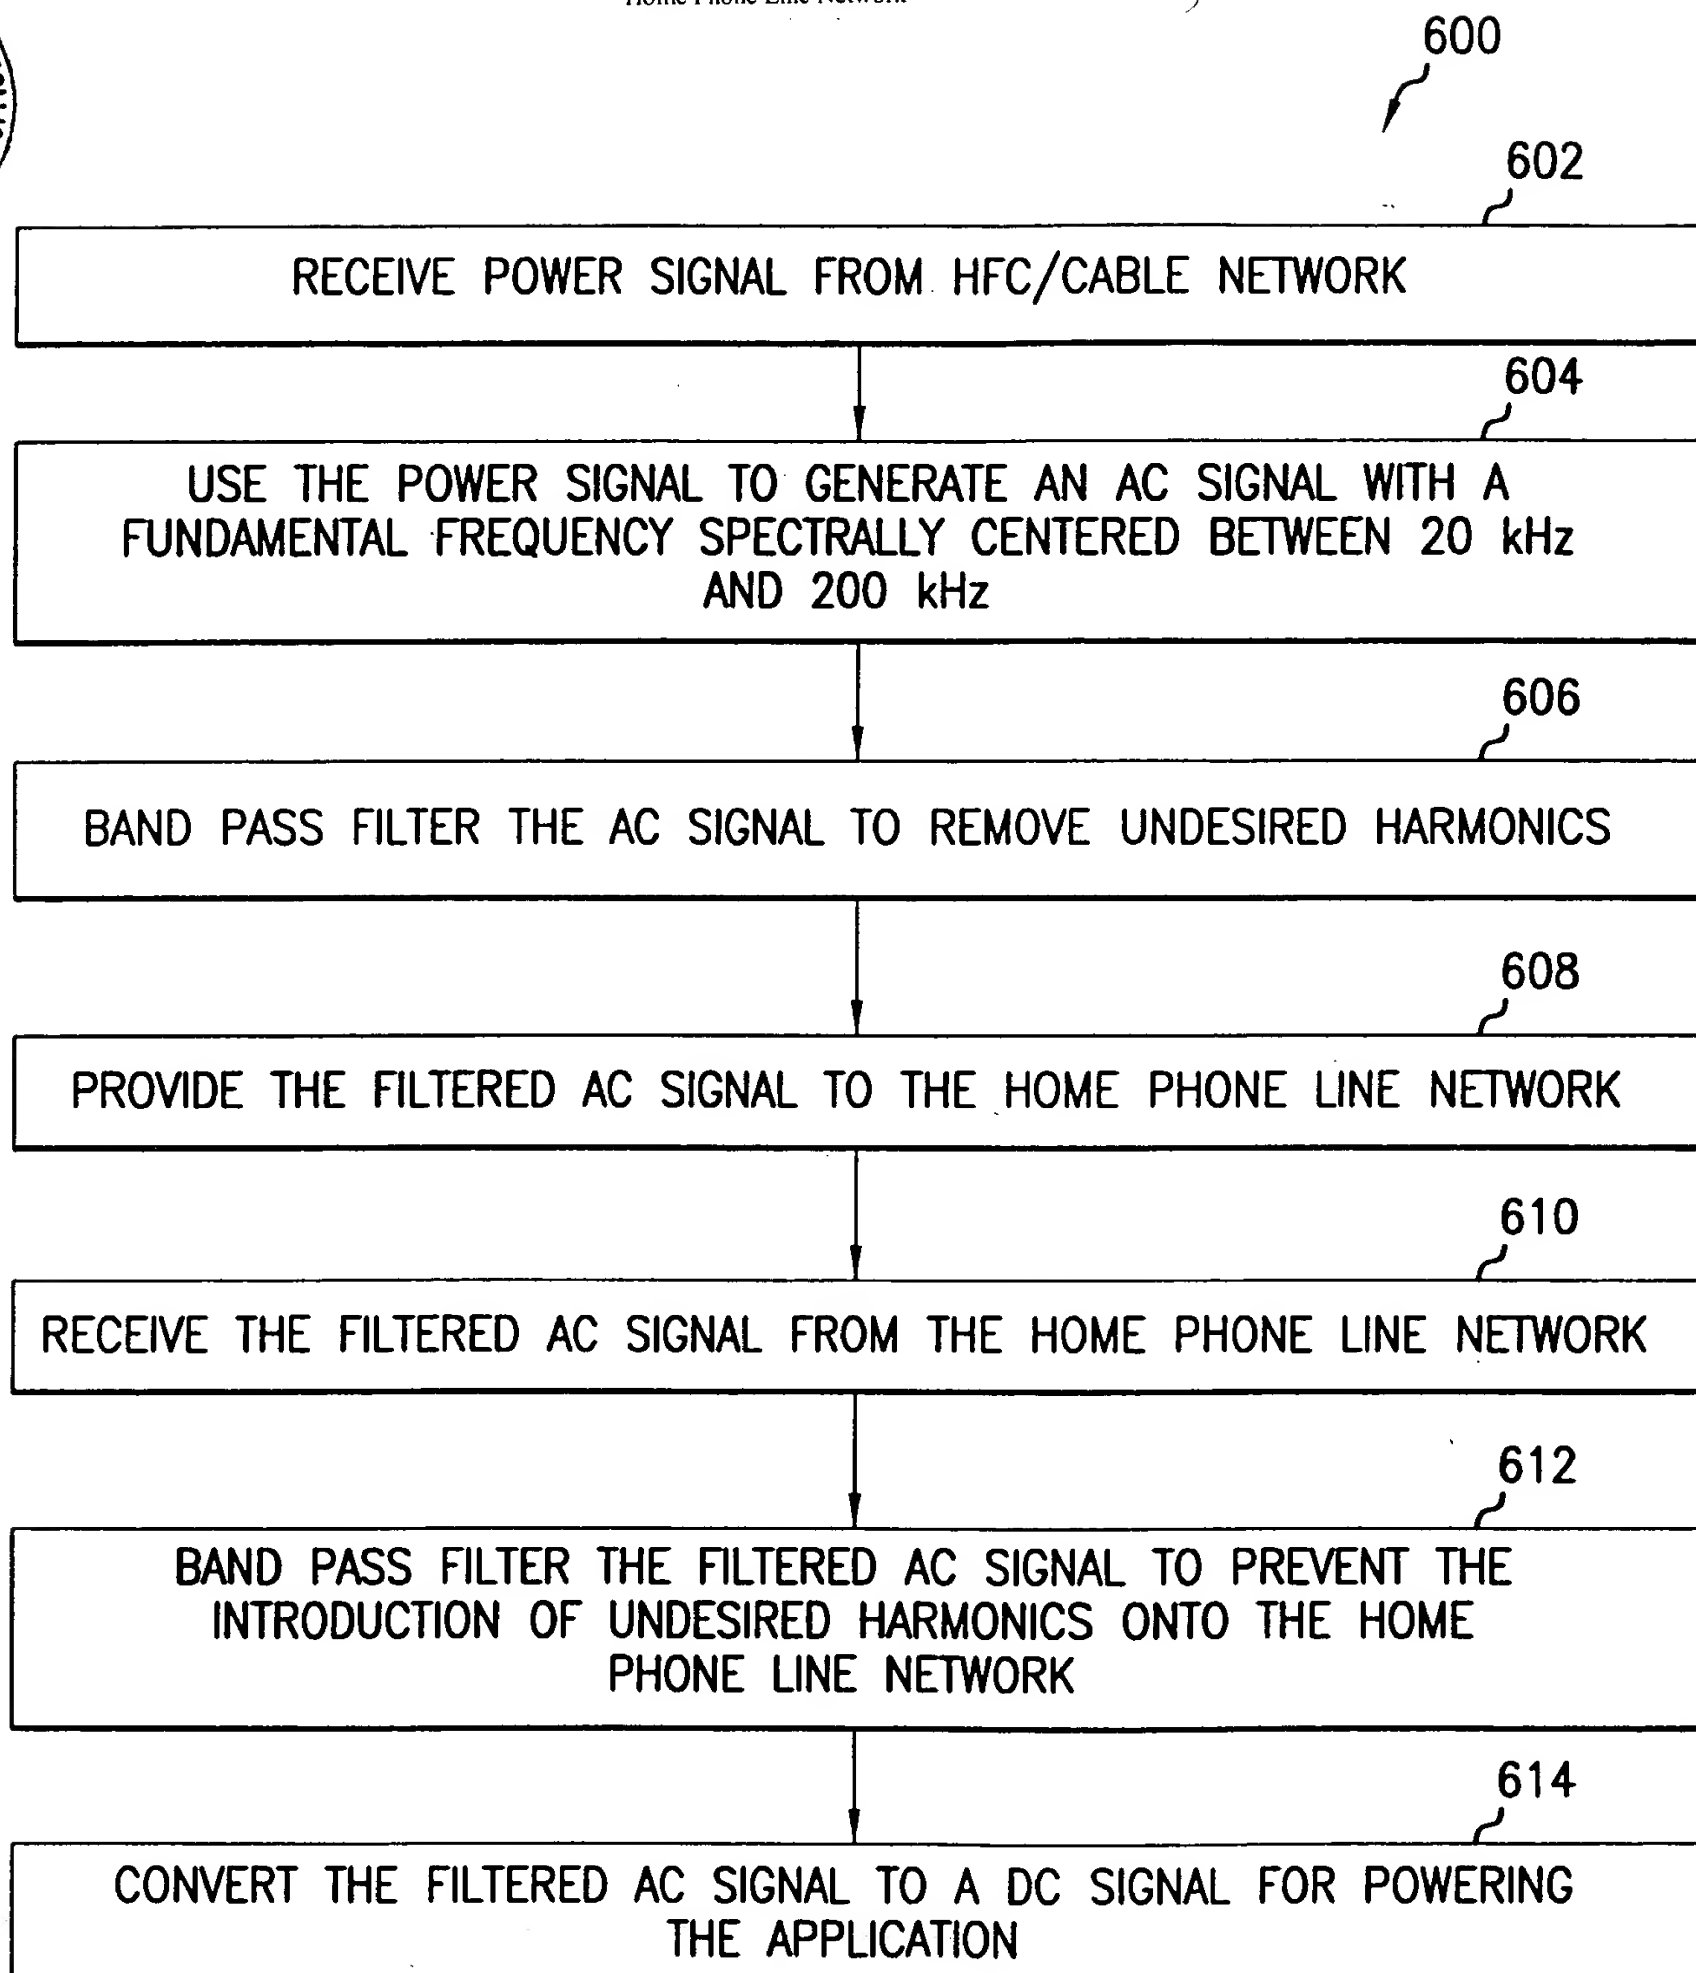 Home Phone Line Network
600
602
RECEIVE POWER SIGNAL FROM HFC/CABLE NETWORK
604
USE THE POWER SIGNAL TO GENERATE AN AC SIGNAL WITH A
FUNDAMENTAL FREQUENCY SPECTRALLY CENTERED BETWEEN 20 kHz
AND 200 kHz
606
BAND PASS FILTER THE AC SIGNAL TO REMOVE UNDESIRED HARMONICS
608
PROVIDE THE FILTERED AC SIGNAL TO THE HOME PHONE LINE NETWORK
610
RECEIVE THE FILTERED AC SIGNAL FROM THE HOME PHONE LINE NETWORK
612
BAND PASS FILTER THE FILTERED AC SIGNAL TO PREVENT THE
INTRODUCTION OF UNDESIRED HARMONICS ONTO THE HOME
PHONE LINE NETWORK
614
CONVERT THE FILTERED AC SIGNAL TO A DC SIGNAL FOR POWERING
THE APPLICATION